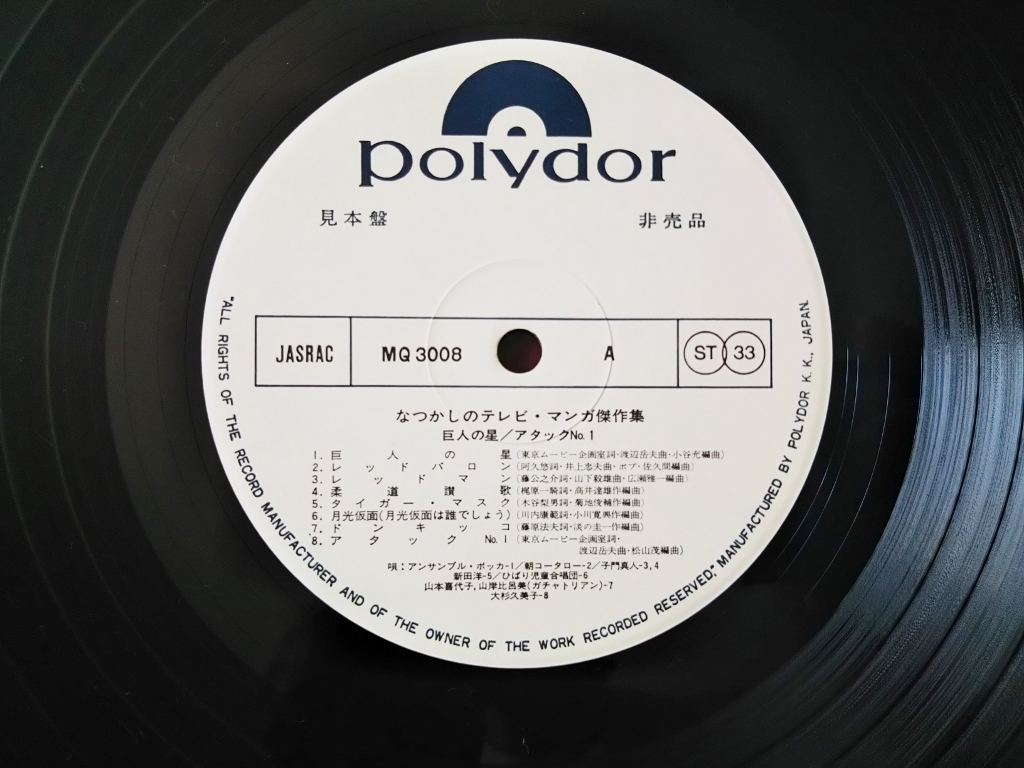 polydor
見本盤 非売品
JASRAC MQ 3008 A ST 33
なつかしのテレビ・マンガ傑作集
巨人の星/アタックNo.1
1. 巨人の星(東京ムービー企画室詞・渡辺岳夫曲・小谷充編曲)
2. レッドバロン(阿久悠詞・井上忠夫曲・ボブ・佐久間編曲)
3. レッドマン(藤公之介詞・山下毅雄曲・広瀬雅一編曲)
4. 柔道讃歌(梶原一騎詞・高井達雄作編曲)
5. タイガー・マスク(木谷梨男詞・菊池俊輔作編曲)
6. 月光仮面(月光仮面は誰でしょう)(川内康範詞・小川寛興作編曲)
7. ドンキッコ(藤原法夫詞・淡の圭一作編曲)
8. アタックNo.1(東京ムービー企画室詞・
渡辺岳夫曲・松山茂編曲)
唄:アンサンブル・ボッカ-1/朝コータロー-2/子門真人-3,4
新田洋-5/ひばり児童合唱団-6
山本喜代子,山岸比呂美(ガチャトリアン)-7
大杉久美子-8
"ALL RIGHTS OF THE RECORD MANUFACTURER AND OF THE OWNER OF THE WORK RECORDED RESERVED." MANUFACTURED BY POLYDOR K.K., JAPAN